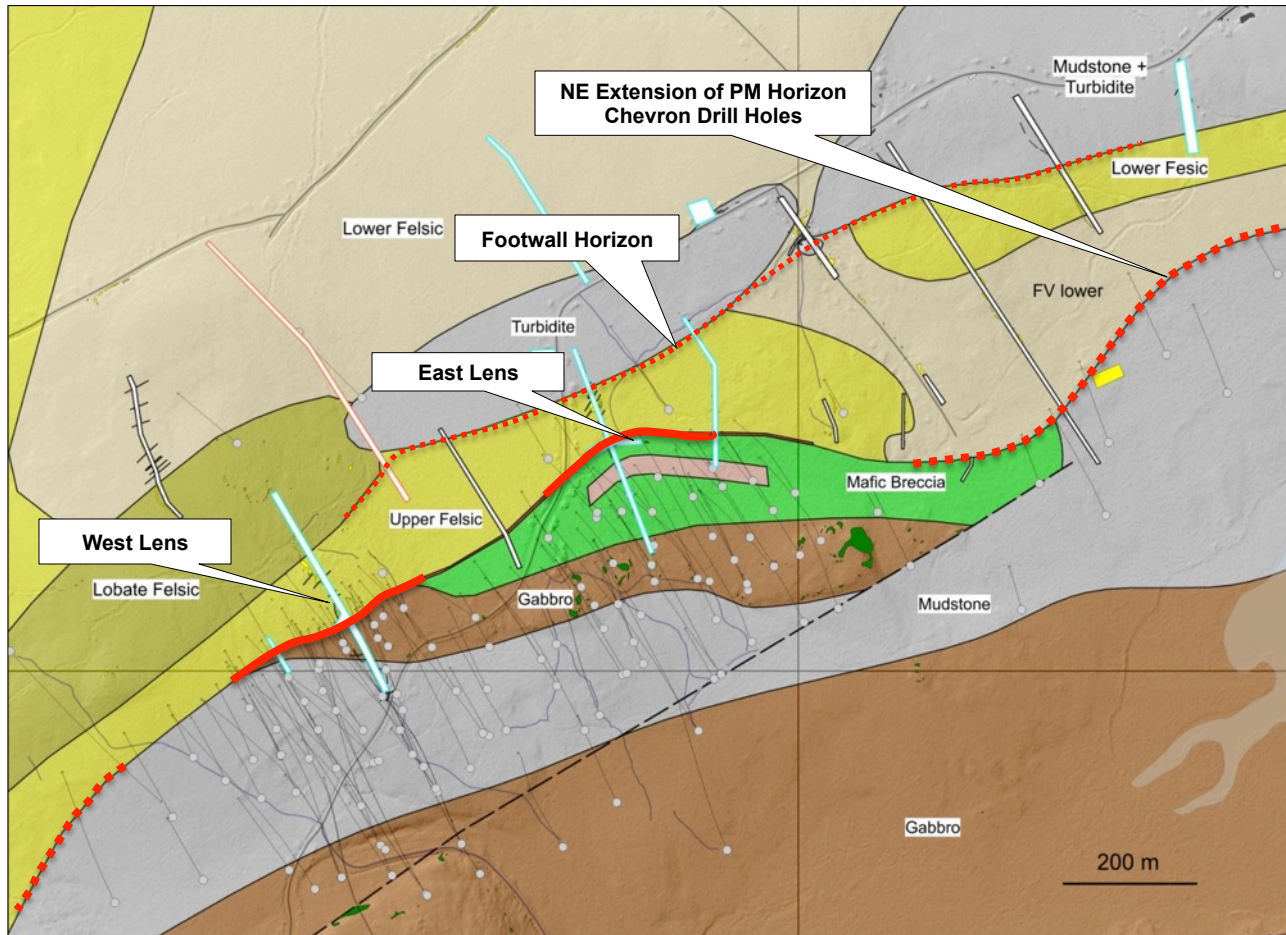 Mudstone +
Turbidite
NE Extension of PM Horizon
Chevron Drill Holes
Lower Fesic
Lower Felsic
Footwall Horizon
FV lower
Turbidite
East Lens
Mafic Breccia
Upper Felsic
West Lens
Lobate Felsic
Gabbro
Mudstone
Gabbro
200 m